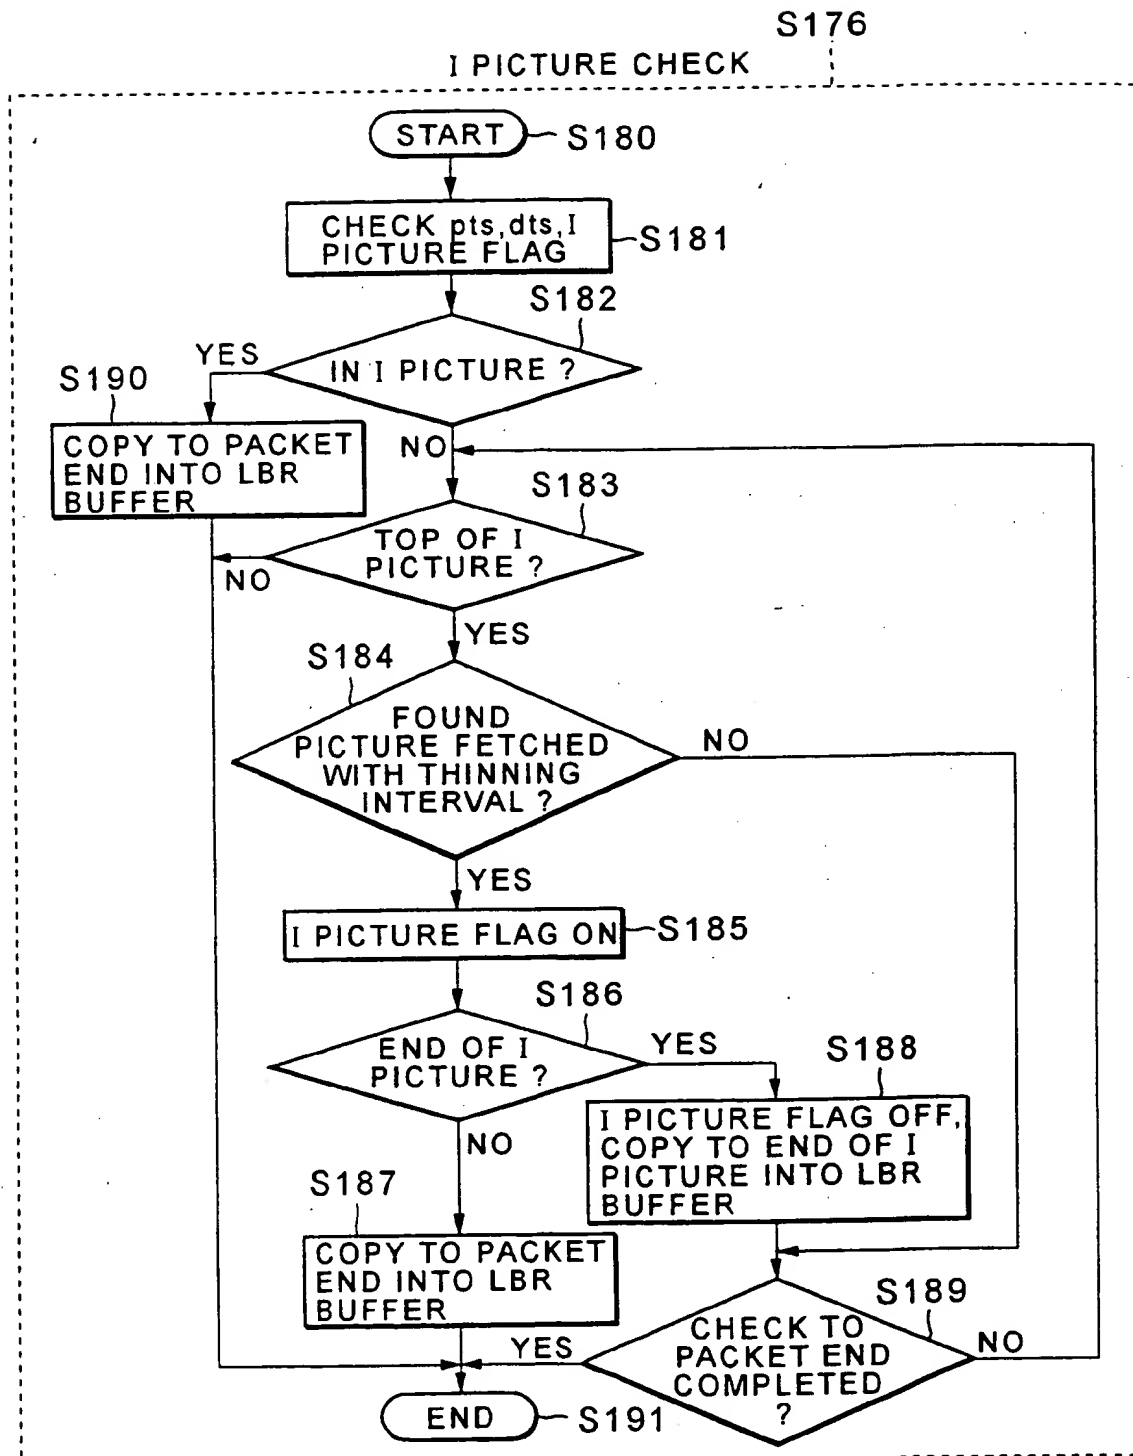 S176
I PICTURE CHECK
START
S180
CHECK pts,dts,I
PICTURE FLAG
S181
S182
IN I PICTURE ?
YES
S190
COPY TO PACKET
END INTO LBR
BUFFER
NO
S183
TOP OF I
PICTURE ?
NO
YES
S184
FOUND
PICTURE FETCHED
WITH THINNING
INTERVAL ?
NO
YES
I PICTURE FLAG ON
S185
S186
END OF I
PICTURE ?
YES
S188
I PICTURE FLAG OFF,
COPY TO END OF I
PICTURE INTO LBR
BUFFER
NO
S187
COPY TO PACKET
END INTO LBR
BUFFER
S189
CHECK TO
PACKET END
COMPLETED
?
YES
NO
END
S191